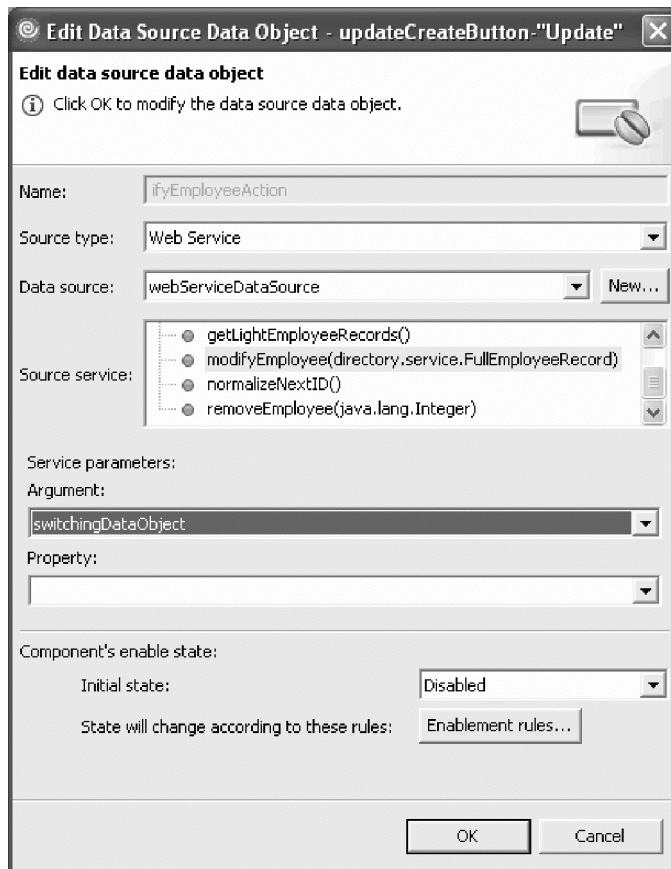 Edit Data Source Data Object - updateCreateButton-"Update"
Edit data source data object
Click OK to modify the data source data object.
Name: ifyEmployeeAction
Source type: Web Service
Data source: webServiceDataSource New...
Source service:
getLightEmployeeRecords()
modifyEmployee(directory.service.FullEmployeeRecord)
normalizeNextID()
removeEmployee(java.lang.Integer)
Service parameters:
Argument:
switchingDataObject
Property:
Component's enable state:
Initial state: Disabled
State will change according to these rules: Enablement rules...
OK Cancel